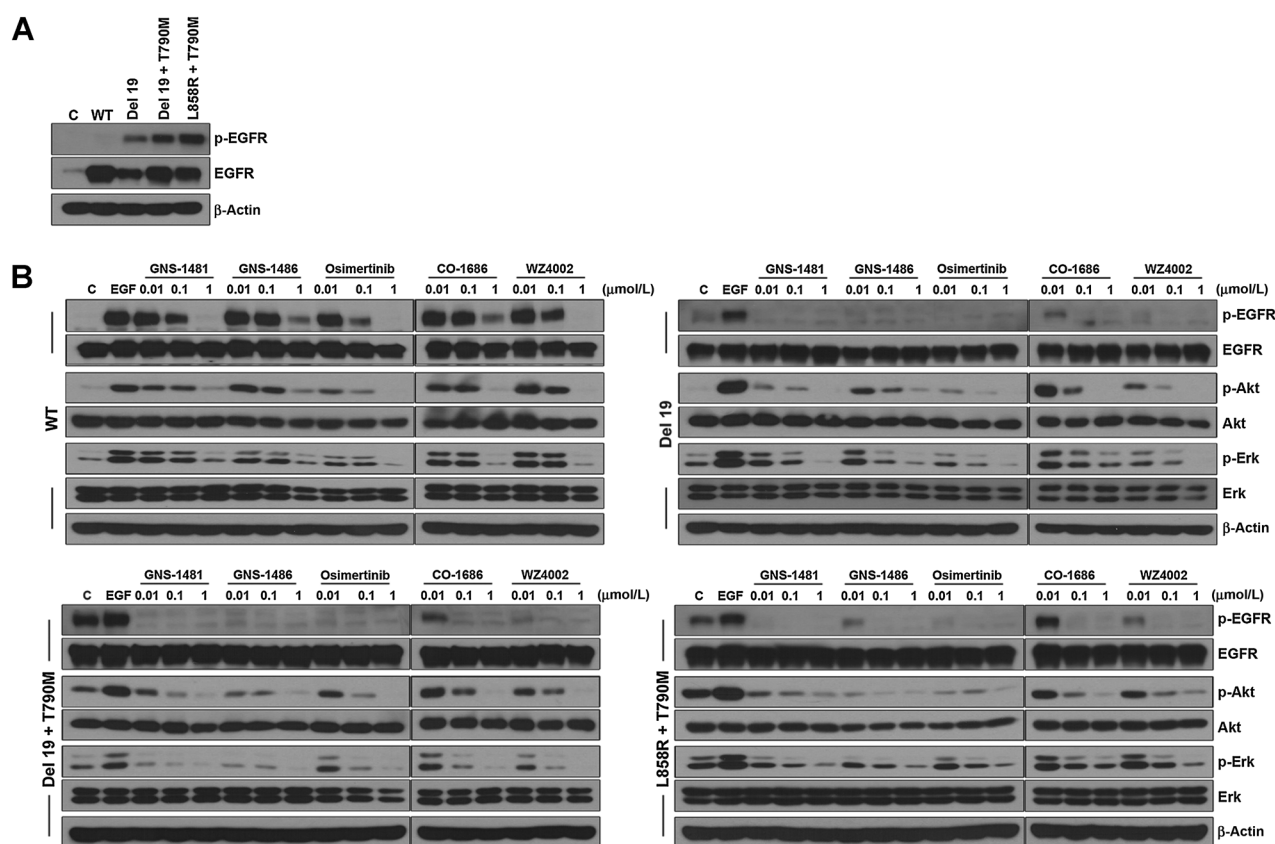 A
C WT Del 19 Del 19 + T790M L858R + T790M
p-EGFR
EGFR
β-Actin
B
GNS-1481 GNS-1486 Osimertinib CO-1686 WZ4002
C EGF 0.01 0.1 1 0.01 0.1 1 0.01 0.1 1 0.01 0.1 1 0.01 0.1 1 (μmol/L)
WT
GNS-1481 GNS-1486 Osimertinib CO-1686 WZ4002
C EGF 0.01 0.1 1 0.01 0.1 1 0.01 0.1 1 0.01 0.1 1 0.01 0.1 1 (μmol/L)
Del 19
p-EGFR
EGFR
p-Akt
Akt
p-Erk
Erk
β-Actin
GNS-1481 GNS-1486 Osimertinib CO-1686 WZ4002
C EGF 0.01 0.1 1 0.01 0.1 1 0.01 0.1 1 0.01 0.1 1 0.01 0.1 1 (μmol/L)
Del 19 + T790M
GNS-1481 GNS-1486 Osimertinib CO-1686 WZ4002
C EGF 0.01 0.1 1 0.01 0.1 1 0.01 0.1 1 0.01 0.1 1 0.01 0.1 1 (μmol/L)
L858R + T790M
p-EGFR
EGFR
p-Akt
Akt
p-Erk
Erk
β-Actin